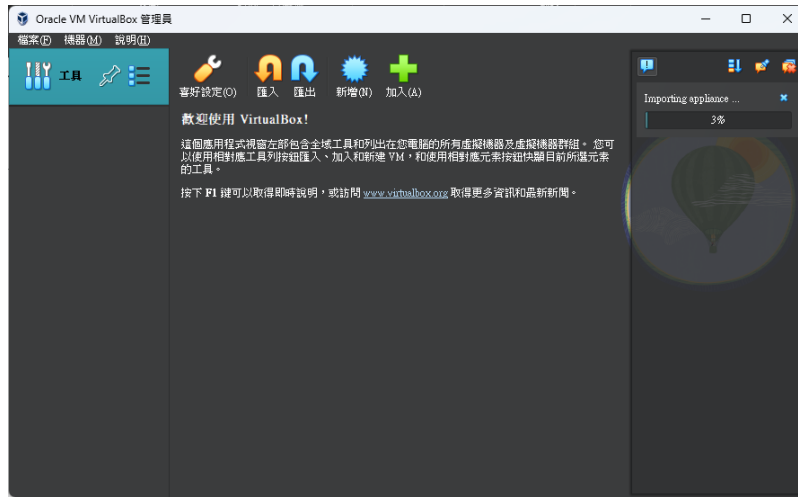 Oracle VM VirtualBox 管理員
檔案(F) 機器(M) 說明(H)
工具
喜好設定(O) 匯入 匯出 新增(N) 加入(A)
歡迎使用 VirtualBox!
這個應用程式視窗左部包含全域工具和列出在您電腦的所有虛擬機器及虛擬機器群組。 您可
以使用相對應工具列按鈕匯入、加入和新建 VM，和使用相對應元素按鈕快顯目前所選元素
的工具。
按下 F1 鍵可以取得即時說明，或訪問 www.virtualbox.org 取得更多資訊和最新新聞。
Importing appliance ...
3%